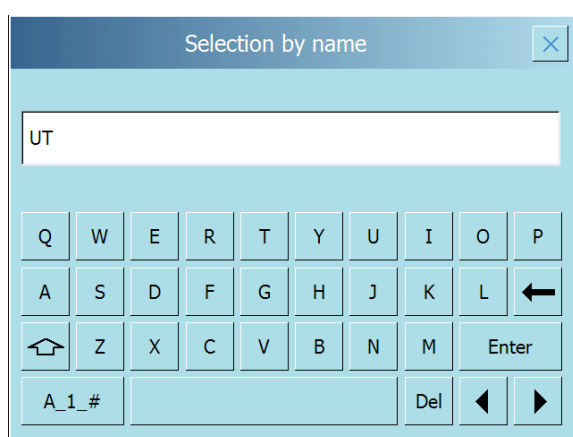 Selection by name
UT
Q W E R T Y U I O P
A S D F G H J K L
Z X C V B N M Enter
A_1_# Del